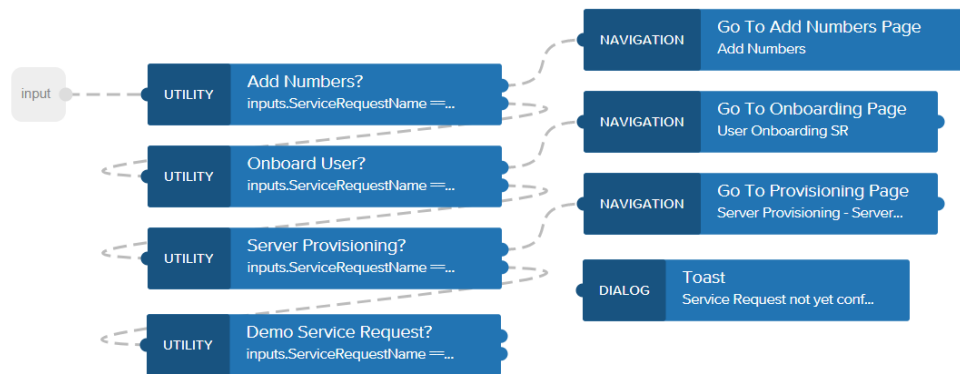 input
UTILITY
Add Numbers?
inputs.ServiceRequestName ==...
NAVIGATION
Go To Add Numbers Page
Add Numbers
UTILITY
Onboard User?
inputs.ServiceRequestName ==...
NAVIGATION
Go To Onboarding Page
User Onboarding SR
UTILITY
Server Provisioning?
inputs.ServiceRequestName ==...
NAVIGATION
Go To Provisioning Page
Server Provisioning - Server...
UTILITY
Demo Service Request?
inputs.ServiceRequestName ==...
DIALOG
Toast
Service Request not yet conf...